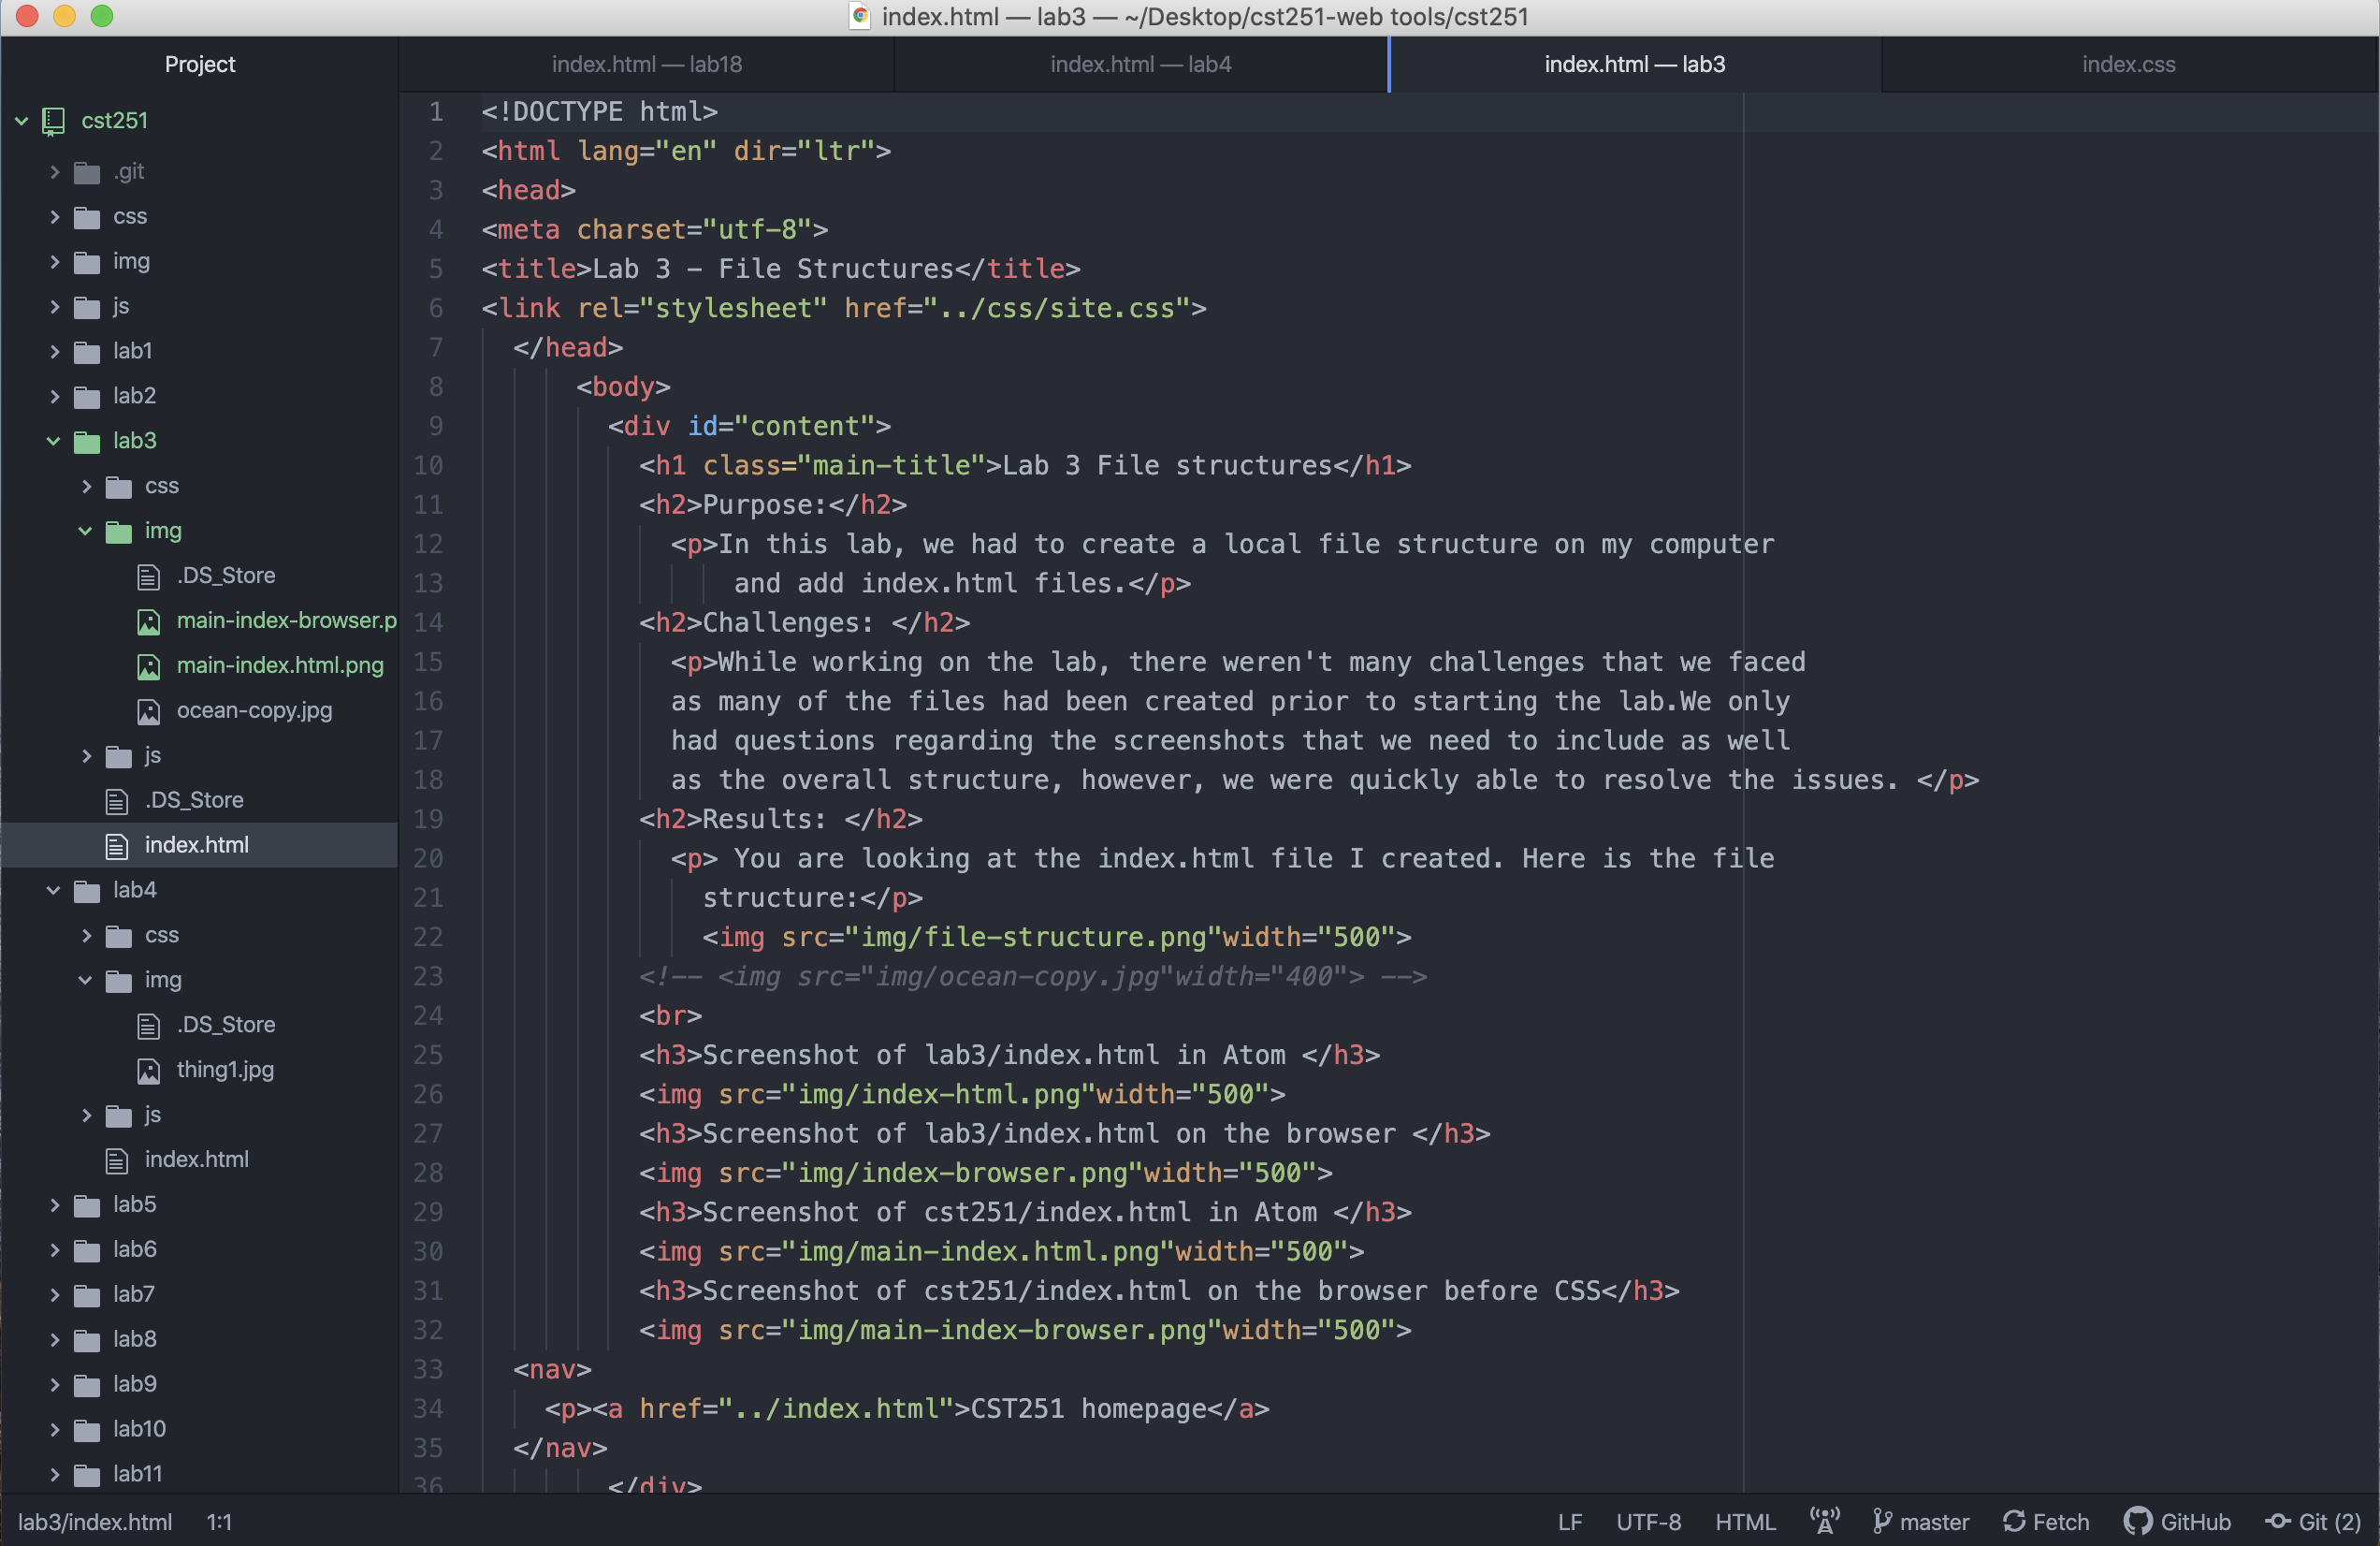 index.html — lab3 — ~/Desktop/cst251-web tools/cst251
Project
index.html — lab18
index.html — lab4
index.html — lab3
index.css
cst251
.git
css
img
js
lab1
lab2
lab3
css
img
.DS_Store
main-index-browser.p
main-index.html.png
ocean-copy.jpg
js
.DS_Store
index.html
lab4
css
img
.DS_Store
thing1.jpg
js
index.html
lab5
lab6
lab7
lab8
lab9
lab10
lab11
1 <!DOCTYPE html>
2 <html lang="en" dir="ltr">
3 <head>
4 <meta charset="utf-8">
5 <title>Lab 3 - File Structures</title>
6 <link rel="stylesheet" href="../css/site.css">
7 </head>
8 <body>
9 <div id="content">
10 <h1 class="main-title">Lab 3 File structures</h1>
11 <h2>Purpose:</h2>
12 <p>In this lab, we had to create a local file structure on my computer
13 and add index.html files.</p>
14 <h2>Challenges: </h2>
15 <p>While working on the lab, there weren't many challenges that we faced
16 as many of the files had been created prior to starting the lab.We only
17 had questions regarding the screenshots that we need to include as well
18 as the overall structure, however, we were quickly able to resolve the issues. </p>
19 <h2>Results: </h2>
20 <p> You are looking at the index.html file I created. Here is the file
21 structure:</p>
22 <img src="img/file-structure.png"width="500">
23 <!-- <img src="img/ocean-copy.jpg"width="400"> -->
24 <br>
25 <h3>Screenshot of lab3/index.html in Atom </h3>
26 <img src="img/index-html.png"width="500">
27 <h3>Screenshot of lab3/index.html on the browser </h3>
28 <img src="img/index-browser.png"width="500">
29 <h3>Screenshot of cst251/index.html in Atom </h3>
30 <img src="img/main-index.html.png"width="500">
31 <h3>Screenshot of cst251/index.html on the browser before CSS</h3>
32 <img src="img/main-index-browser.png"width="500">
33 <nav>
34 <p><a href="../index.html">CST251 homepage</a>
35 </nav>
36 </div>
lab3/index.html 1:1 LF UTF-8 HTML master Fetch GitHub Git (2)